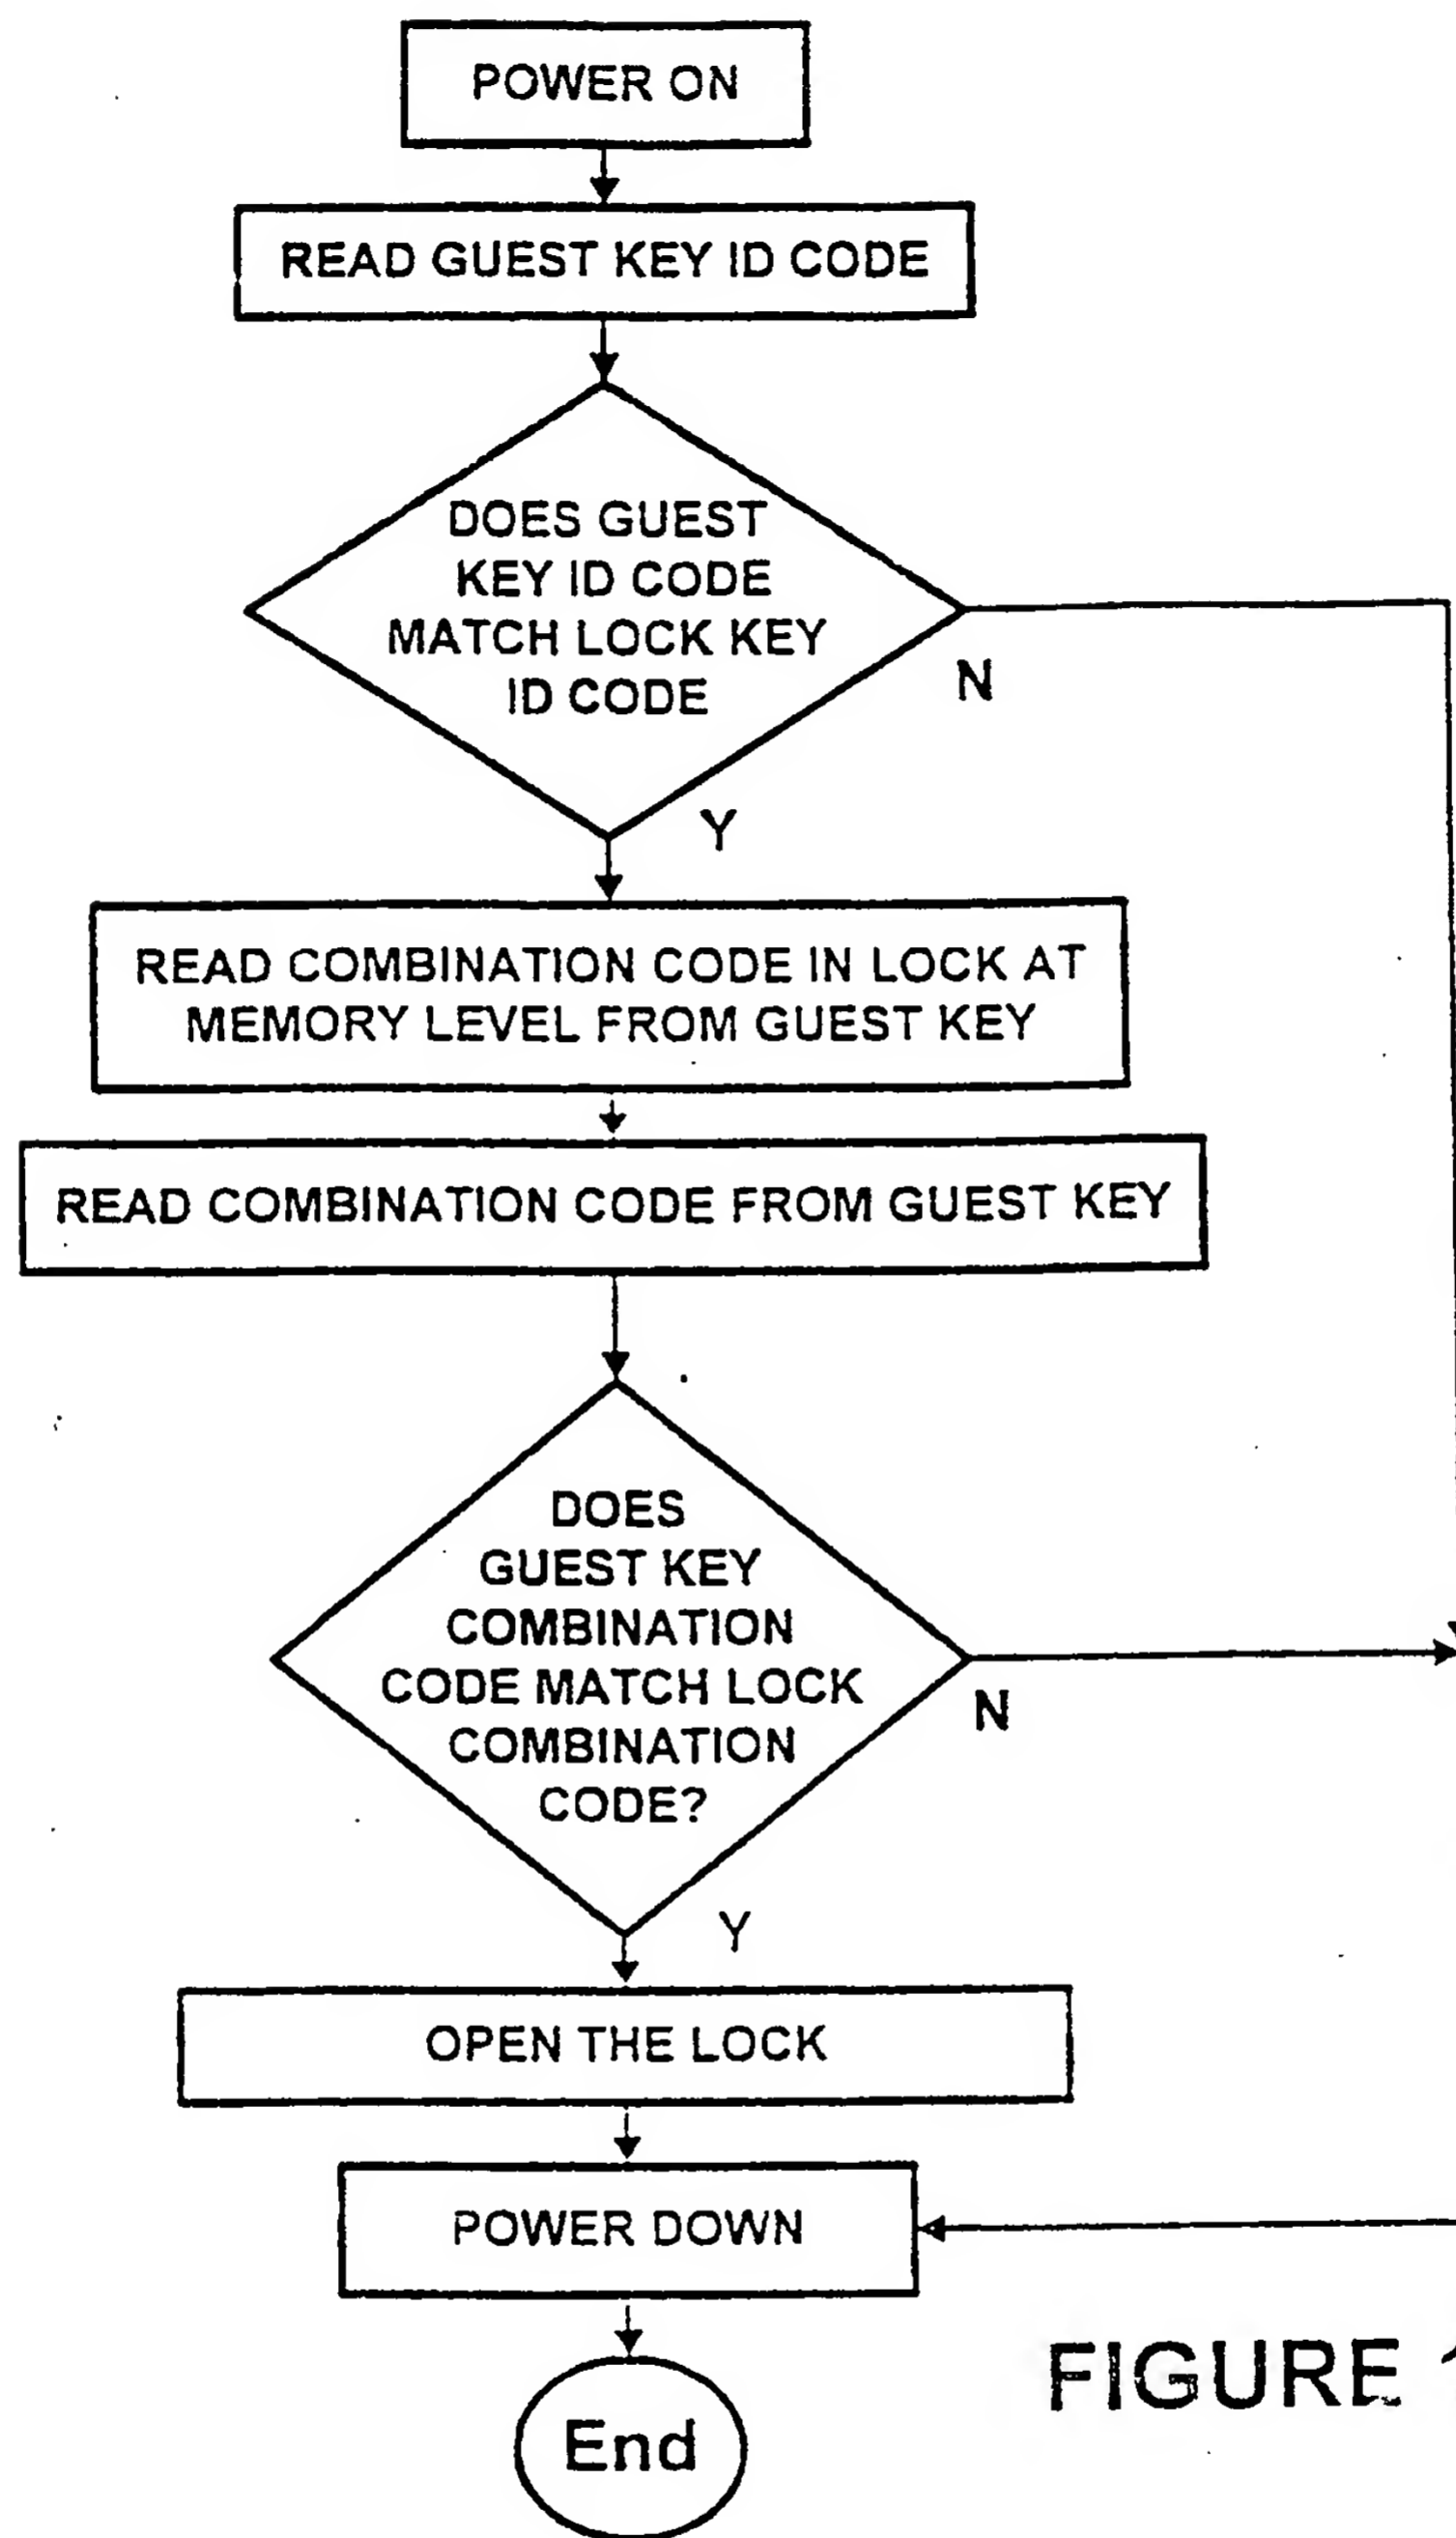 POWER ON
READ GUEST KEY ID CODE
DOES GUEST
KEY ID CODE
MATCH LOCK KEY
ID CODE
N
Y
READ COMBINATION CODE IN LOCK AT
MEMORY LEVEL FROM GUEST KEY
READ COMBINATION CODE FROM GUEST KEY
DOES
GUEST KEY
COMBINATION
CODE MATCH LOCK
COMBINATION
CODE?
N
Y
OPEN THE LOCK
POWER DOWN
FIGURE
End